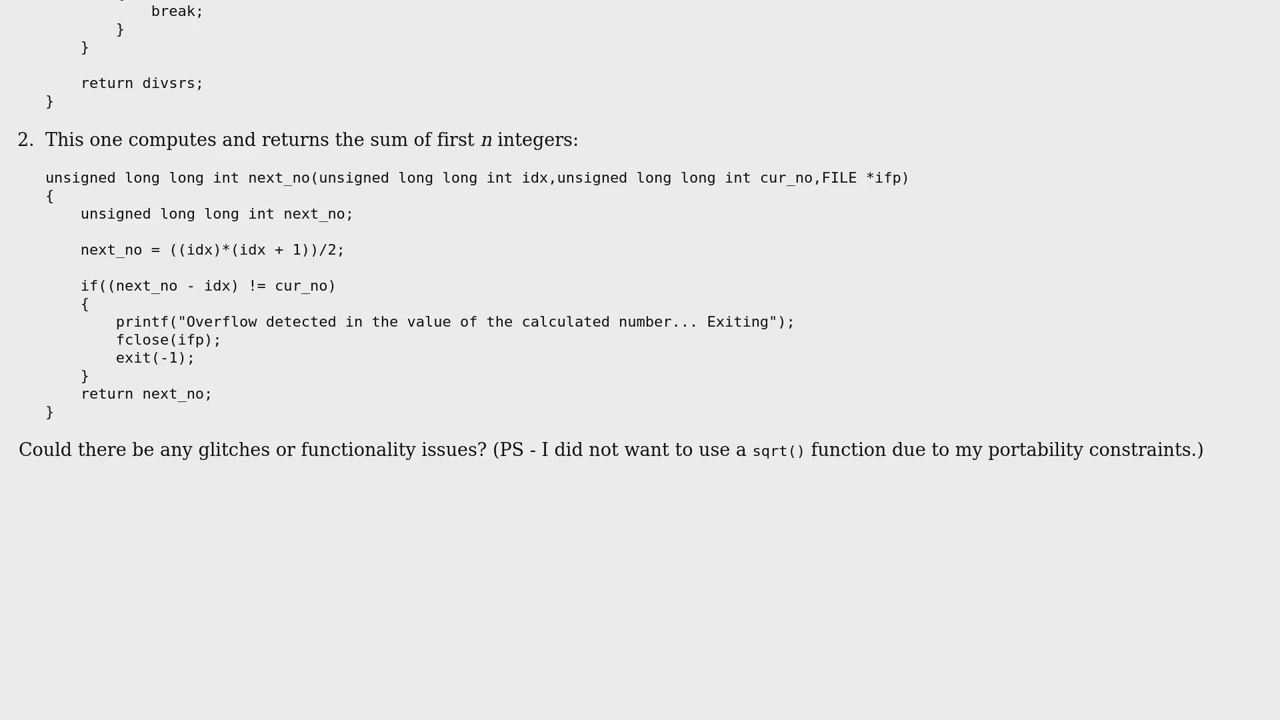 break;
}
}
return divsrs;
}
2. This one computes and returns the sum of first n integers:
unsigned long long int next_no(unsigned long long int idx,unsigned long long int cur_no,FILE *ifp)
{
unsigned long long int next_no;
next_no = ((idx)*(idx + 1))/2;
if((next_no - idx) != cur_no)
{
printf("Overflow detected in the value of the calculated number... Exiting");
fclose(ifp);
exit(-1);
}
return next_no;
}
Could there be any glitches or functionality issues? (PS - I did not want to use a sqrt() function due to my portability constraints.)